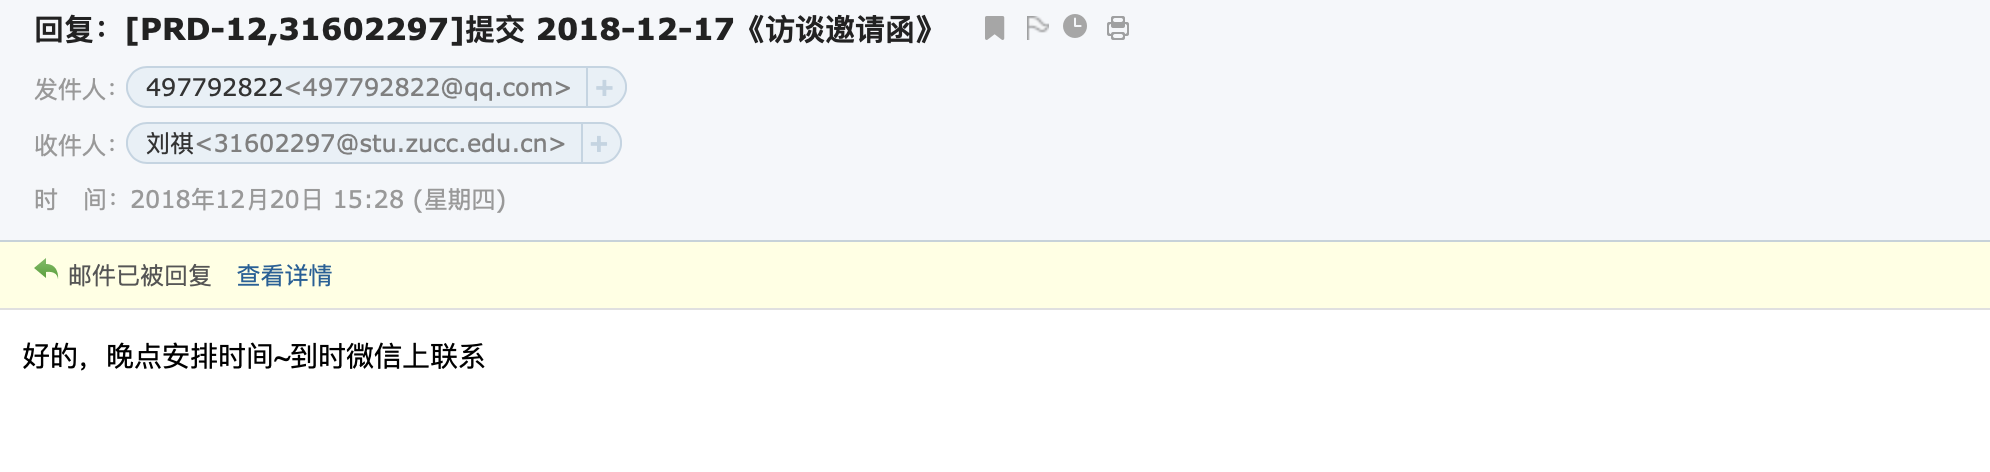 回复：[PRD-12,31602297]提交 2018-12-17《访谈邀请函》
发件人：497792822<497792822@qq.com> +
收件人：刘祺<31602297@stu.zucc.edu.cn> +
时 间：2018年12月20日 15:28 (星期四)
邮件已被回复 查看详情
好的，晚点安排时间~到时微信上联系